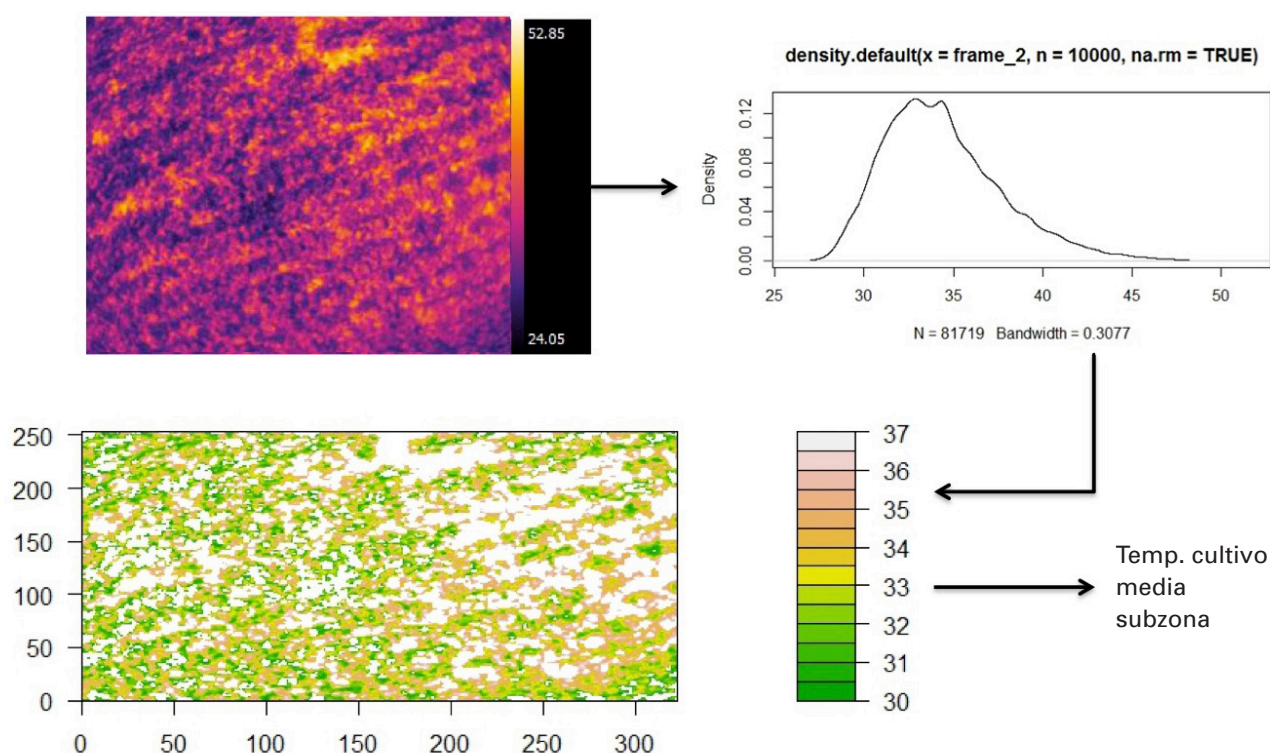 52.85
24.05
density.default(x = frame_2, n = 10000, na.rm = TRUE)
Density
0.12
0.08
0.04
0.00
25 30 35 40 45 50
N = 81719 Bandwidth = 0.3077
250
200
150
100
50
0
0 50 100 150 200 250 300
37
36
35
34
33
32
31
30
Temp. cultivo
media
subzona